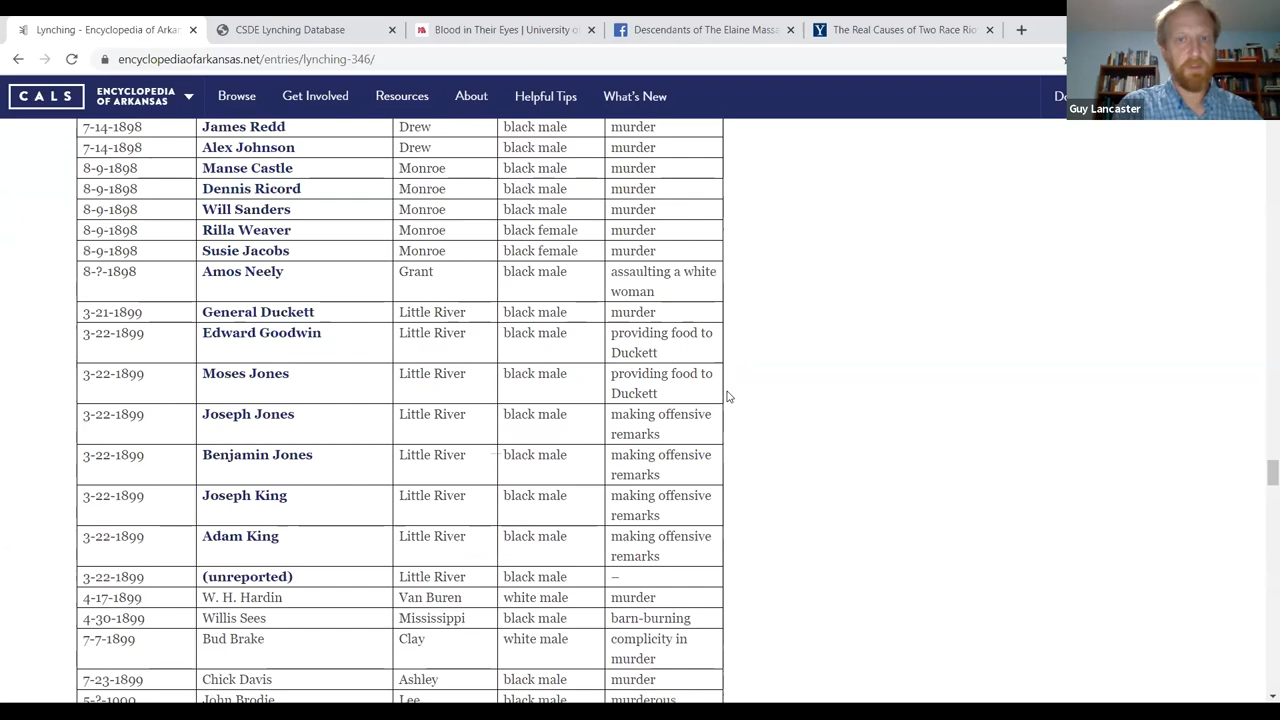 Lynching - Encyclopedia of Arkan
CSDE Lynching Database
Blood in Their Eyes | University of
Descendants of The Elaine Massa
The Real Causes of Two Race Rio
encyclopediaofarkansas.net/entries/lynching-346/
Guy Lancaster
CALS
ENCYCLOPEDIA
OF ARKANSAS
Browse
Get Involved
Resources
About
Helpful Tips
What's New
7-14-1898 James Redd Drew black male murder
7-14-1898 Alex Johnson Drew black male murder
8-9-1898 Manse Castle Monroe black male murder
8-9-1898 Dennis Ricord Monroe black male murder
8-9-1898 Will Sanders Monroe black male murder
8-9-1898 Rilla Weaver Monroe black female murder
8-9-1898 Susie Jacobs Monroe black female murder
8-?-1898 Amos Neely Grant black male assaulting a white
woman
3-21-1899 General Duckett Little River black male murder
3-22-1899 Edward Goodwin Little River black male providing food to
Duckett
3-22-1899 Moses Jones Little River black male providing food to
Duckett
3-22-1899 Joseph Jones Little River black male making offensive
remarks
3-22-1899 Benjamin Jones Little River black male making offensive
remarks
3-22-1899 Joseph King Little River black male making offensive
remarks
3-22-1899 Adam King Little River black male making offensive
remarks
3-22-1899 (unreported) Little River black male –
4-17-1899 W. H. Hardin Van Buren white male murder
4-30-1899 Willis Sees Mississippi black male barn-burning
7-7-1899 Bud Brake Clay white male complicity in
murder
7-23-1899 Chick Davis Ashley black male murder
5-?-1900 John Brodie Lee black male murderous